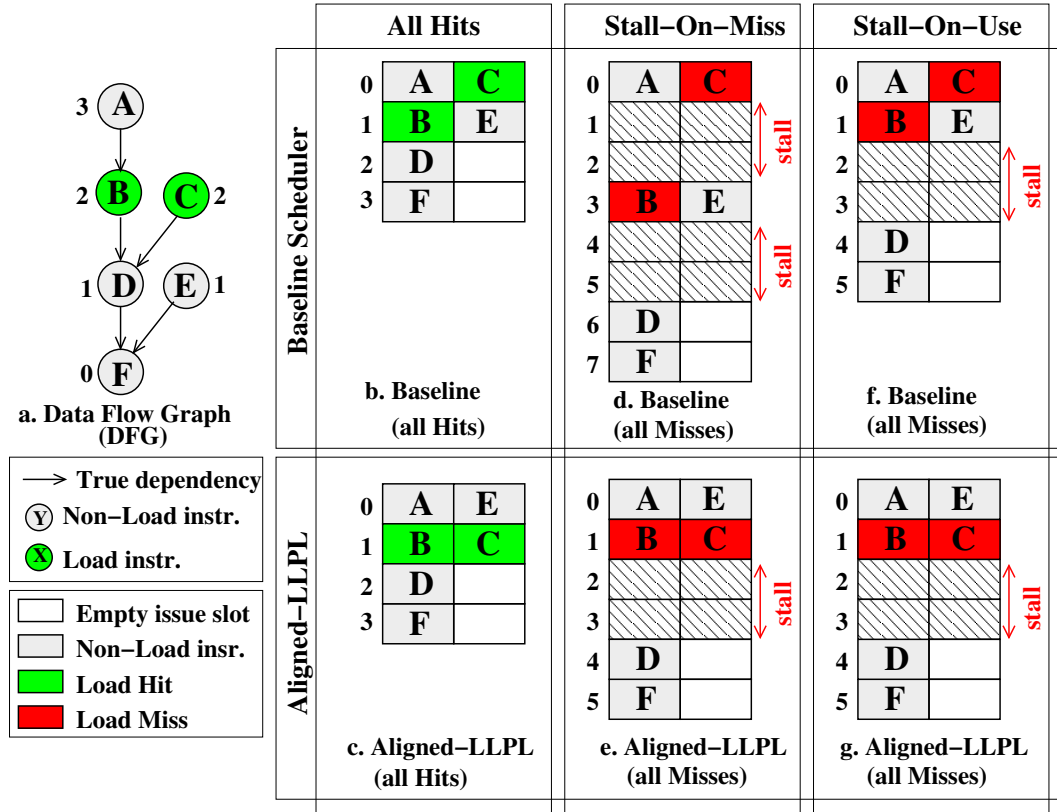 All Hits
Stall–On–Miss
Stall–On–Use
Baseline Scheduler
Aligned–LLPL
3 A
2 B C 2
1 D E 1
0 F
a. Data Flow Graph
(DFG)
True dependency
Y Non–Load instr.
X Load instr.
Empty issue slot
Non–Load insr.
Load Hit
Load Miss
0 A C
1 B E
2 D
3 F
b. Baseline
(all Hits)
0 A C
1
2
stall
3 B E
4
5
stall
6 D
7 F
d. Baseline
(all Misses)
0 A C
1 B E
2
3
stall
4 D
5 F
f. Baseline
(all Misses)
0 A E
1 B C
2 D
3 F
c. Aligned–LLPL
(all Hits)
0 A E
1 B C
2
3
stall
4 D
5 F
e. Aligned–LLPL
(all Misses)
0 A E
1 B C
2
3
stall
4 D
5 F
g. Aligned–LLPL
(all Misses)